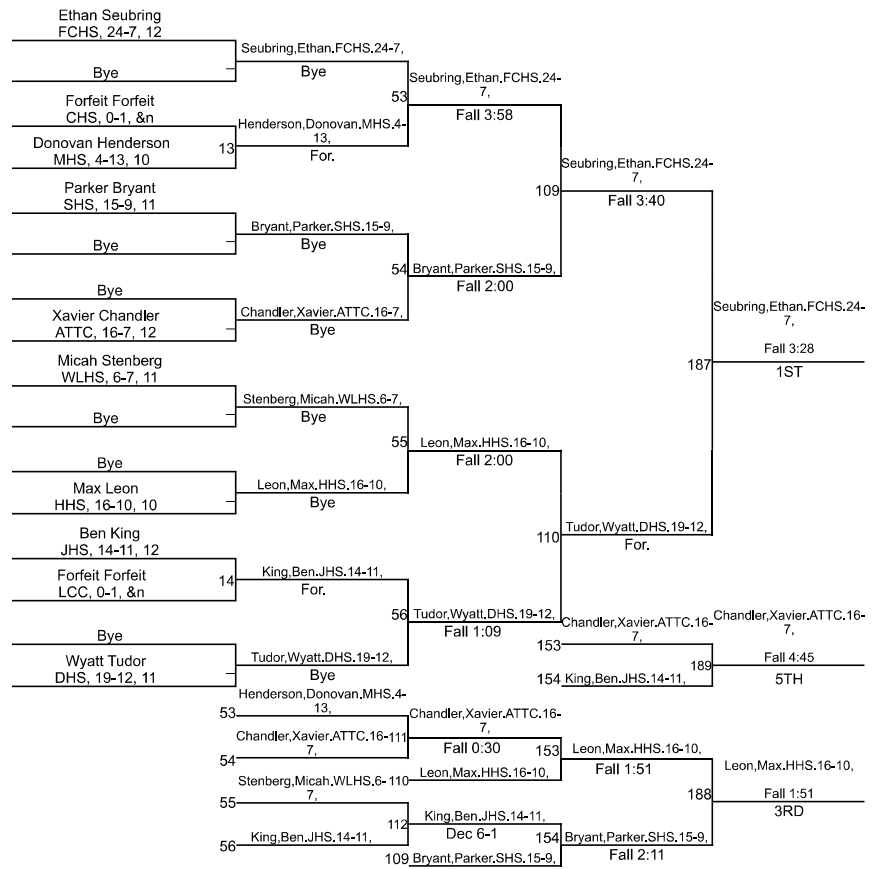 Ethan Seubring
FCHS, 24-7, 12
Seubring,Ethan.FCHS.24-7,
Bye
Bye
53
Seubring,Ethan.FCHS.24-
7,
Fall 3:58
Forfeit Forfeit
CHS, 0-1, &n
13
Henderson,Donovan.MHS.4-
13,
For.
Donovan Henderson
MHS, 4-13, 10
109
Seubring,Ethan.FCHS.24-
7,
Fall 3:40
Parker Bryant
SHS, 15-9, 11
Bryant,Parker.SHS.15-9,
Bye
Bye
54
Bryant,Parker.SHS.15-9,
Fall 2:00
Bye
Chandler,Xavier.ATTC.16-7,
Bye
Xavier Chandler
ATTC, 16-7, 12
187
Seubring,Ethan.FCHS.24-
7,
Fall 3:28
1ST
Micah Stenberg
WLHS, 6-7, 11
Stenberg,Micah.WLHS.6-7,
Bye
Bye
55
Leon,Max.HHS.16-10,
Fall 2:00
Bye
Leon,Max.HHS.16-10,
Bye
Max Leon
HHS, 16-10, 10
110
Tudor,Wyatt.DHS.19-12,
For.
Ben King
JHS, 14-11, 12
14
King,Ben.JHS.14-11,
For.
Forfeit Forfeit
LCC, 0-1, &n
56
Tudor,Wyatt.DHS.19-12,
Fall 1:09
Bye
Tudor,Wyatt.DHS.19-12,
Bye
Wyatt Tudor
DHS, 19-12, 11
Chandler,Xavier.ATTC.16-
7,
153
189
Chandler,Xavier.ATTC.16-
7,
Fall 4:45
5TH
154
King,Ben.JHS.14-11,
Henderson,Donovan.MHS.4-
13,
53
Chandler,Xavier.ATTC.16-
7,
54
111
Chandler,Xavier.ATTC.16-
7,
Fall 0:30
153
Leon,Max.HHS.16-10,
Fall 1:51
110
Leon,Max.HHS.16-10,
188
Leon,Max.HHS.16-10,
Fall 1:51
3RD
Stenberg,Micah.WLHS.6-
7,
55
112
King,Ben.JHS.14-11,
Dec 6-1
56
King,Ben.JHS.14-11,
154
Bryant,Parker.SHS.15-9,
Fall 2:11
109
Bryant,Parker.SHS.15-9,